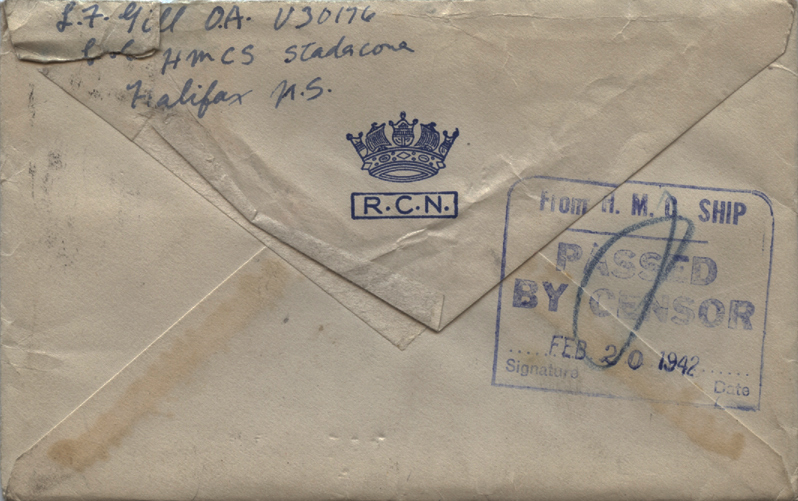 L.F. Gill O.A. V30176
HMCS Stadacona
Halifax N.S.
R.C.N.
From H. M. C. SHIP
PASSED
BY CENSOR
.....FEB 20 1942......
Signature
Date